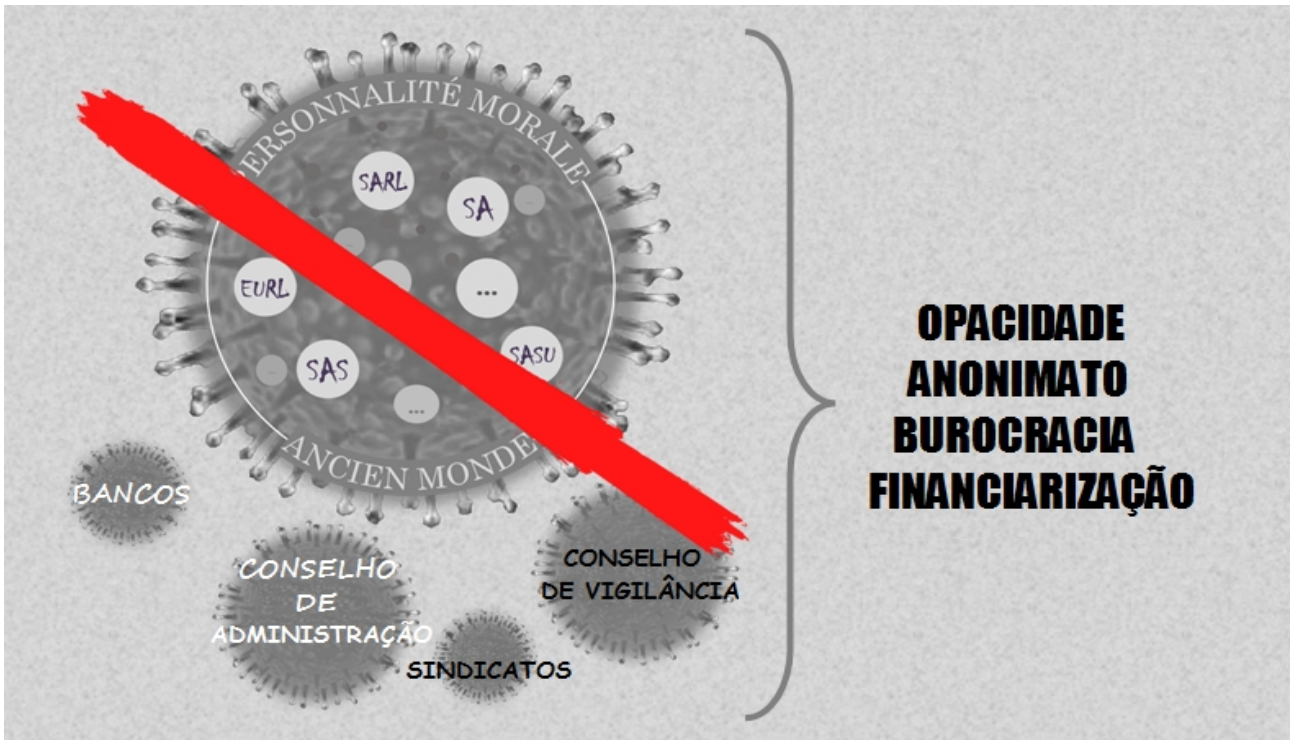 PERSONNALITÉ MORALE
SARL
SA
EURL
...
SAS
SASU
...
ANCIEN MONDE
BANCOS
CONSELHO
DE
ADMINISTRAÇÃO
SINDICATOS
CONSELHO
DE VIGILÂNCIA
OPACIDADE
ANONIMATO
BUROCRACIA
FINANCIARIZAÇÃO